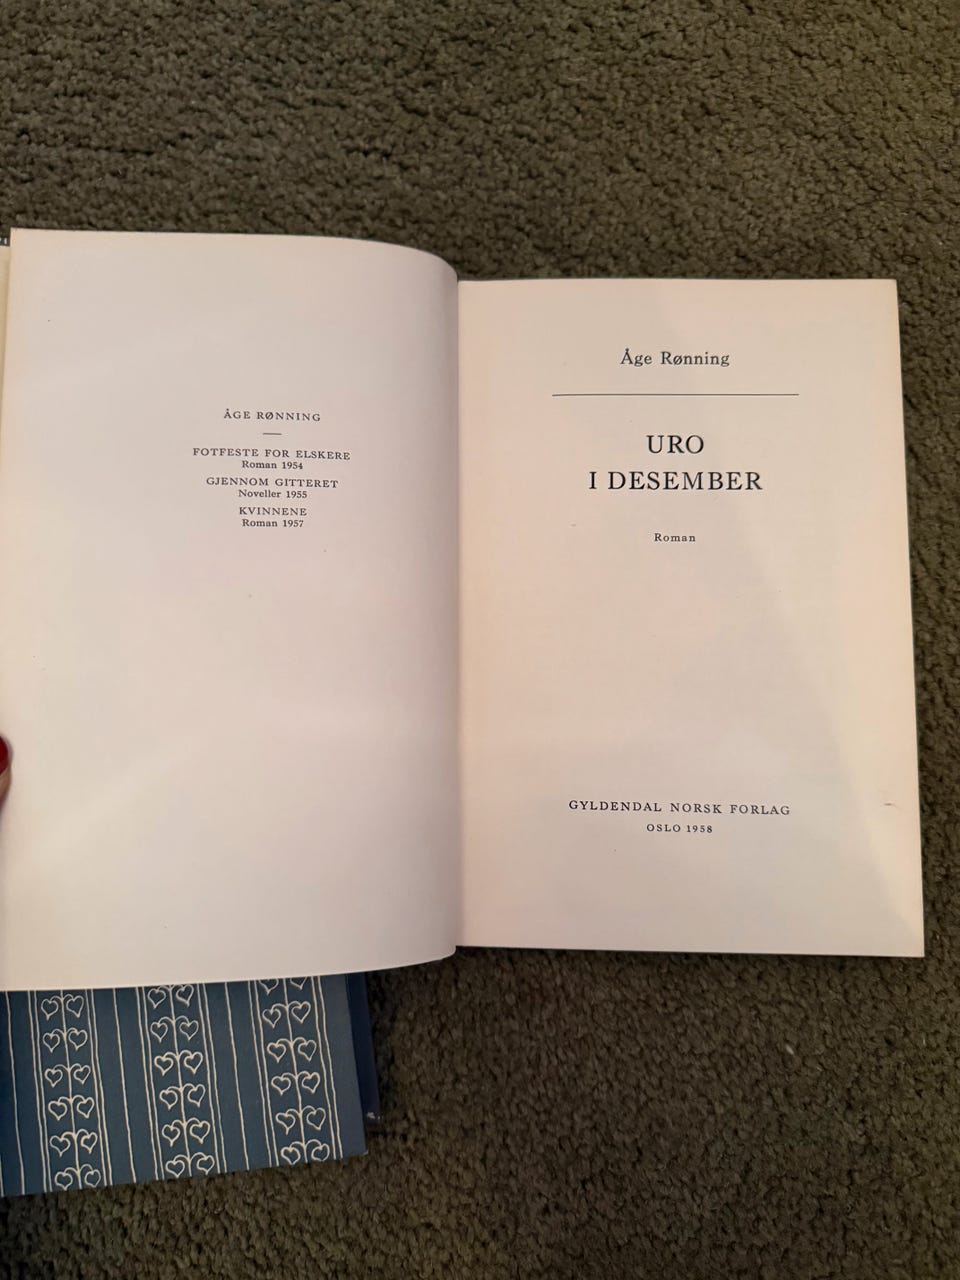 ÅGE RØNNING
FOTFESTE FOR ELSKERE
Roman 1954
GJENNOM GITTERET
Noveller 1955
KVINNENE
Roman 1957
Åge Rønning
URO
I DESEMBER
Roman
GYLDENDAL NORSK FORLAG
OSLO 1958